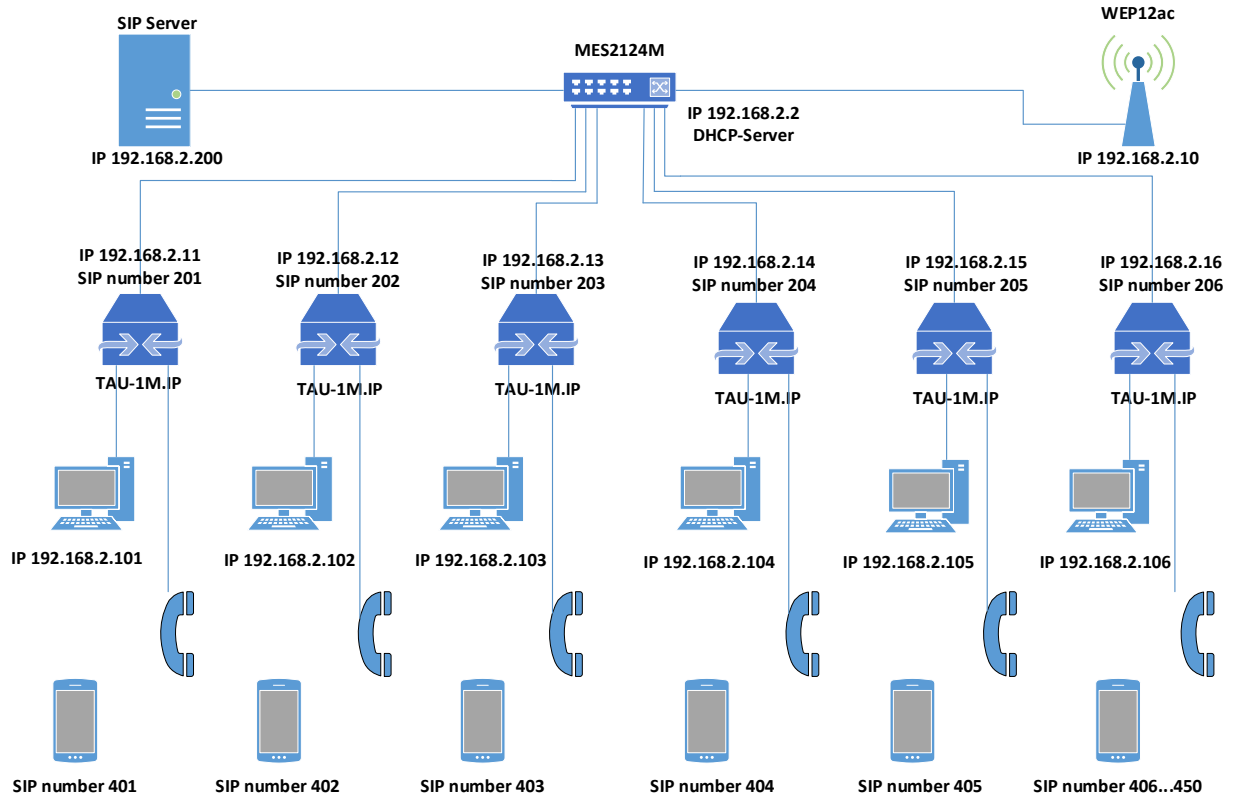 SIP Server
WEP12ac
MES2124M
IP 192.168.2.2
DHCP-Server
IP 192.168.2.200
IP 192.168.2.10
IP 192.168.2.11
SIP number 201
IP 192.168.2.12
SIP number 202
IP 192.168.2.13
SIP number 203
IP 192.168.2.14
SIP number 204
IP 192.168.2.15
SIP number 205
IP 192.168.2.16
SIP number 206
TAU-1M.IP
TAU-1M.IP
TAU-1M.IP
TAU-1M.IP
TAU-1M.IP
TAU-1M.IP
IP 192.168.2.101
IP 192.168.2.102
IP 192.168.2.103
IP 192.168.2.104
IP 192.168.2.105
IP 192.168.2.106
SIP number 401
SIP number 402
SIP number 403
SIP number 404
SIP number 405
SIP number 406...450